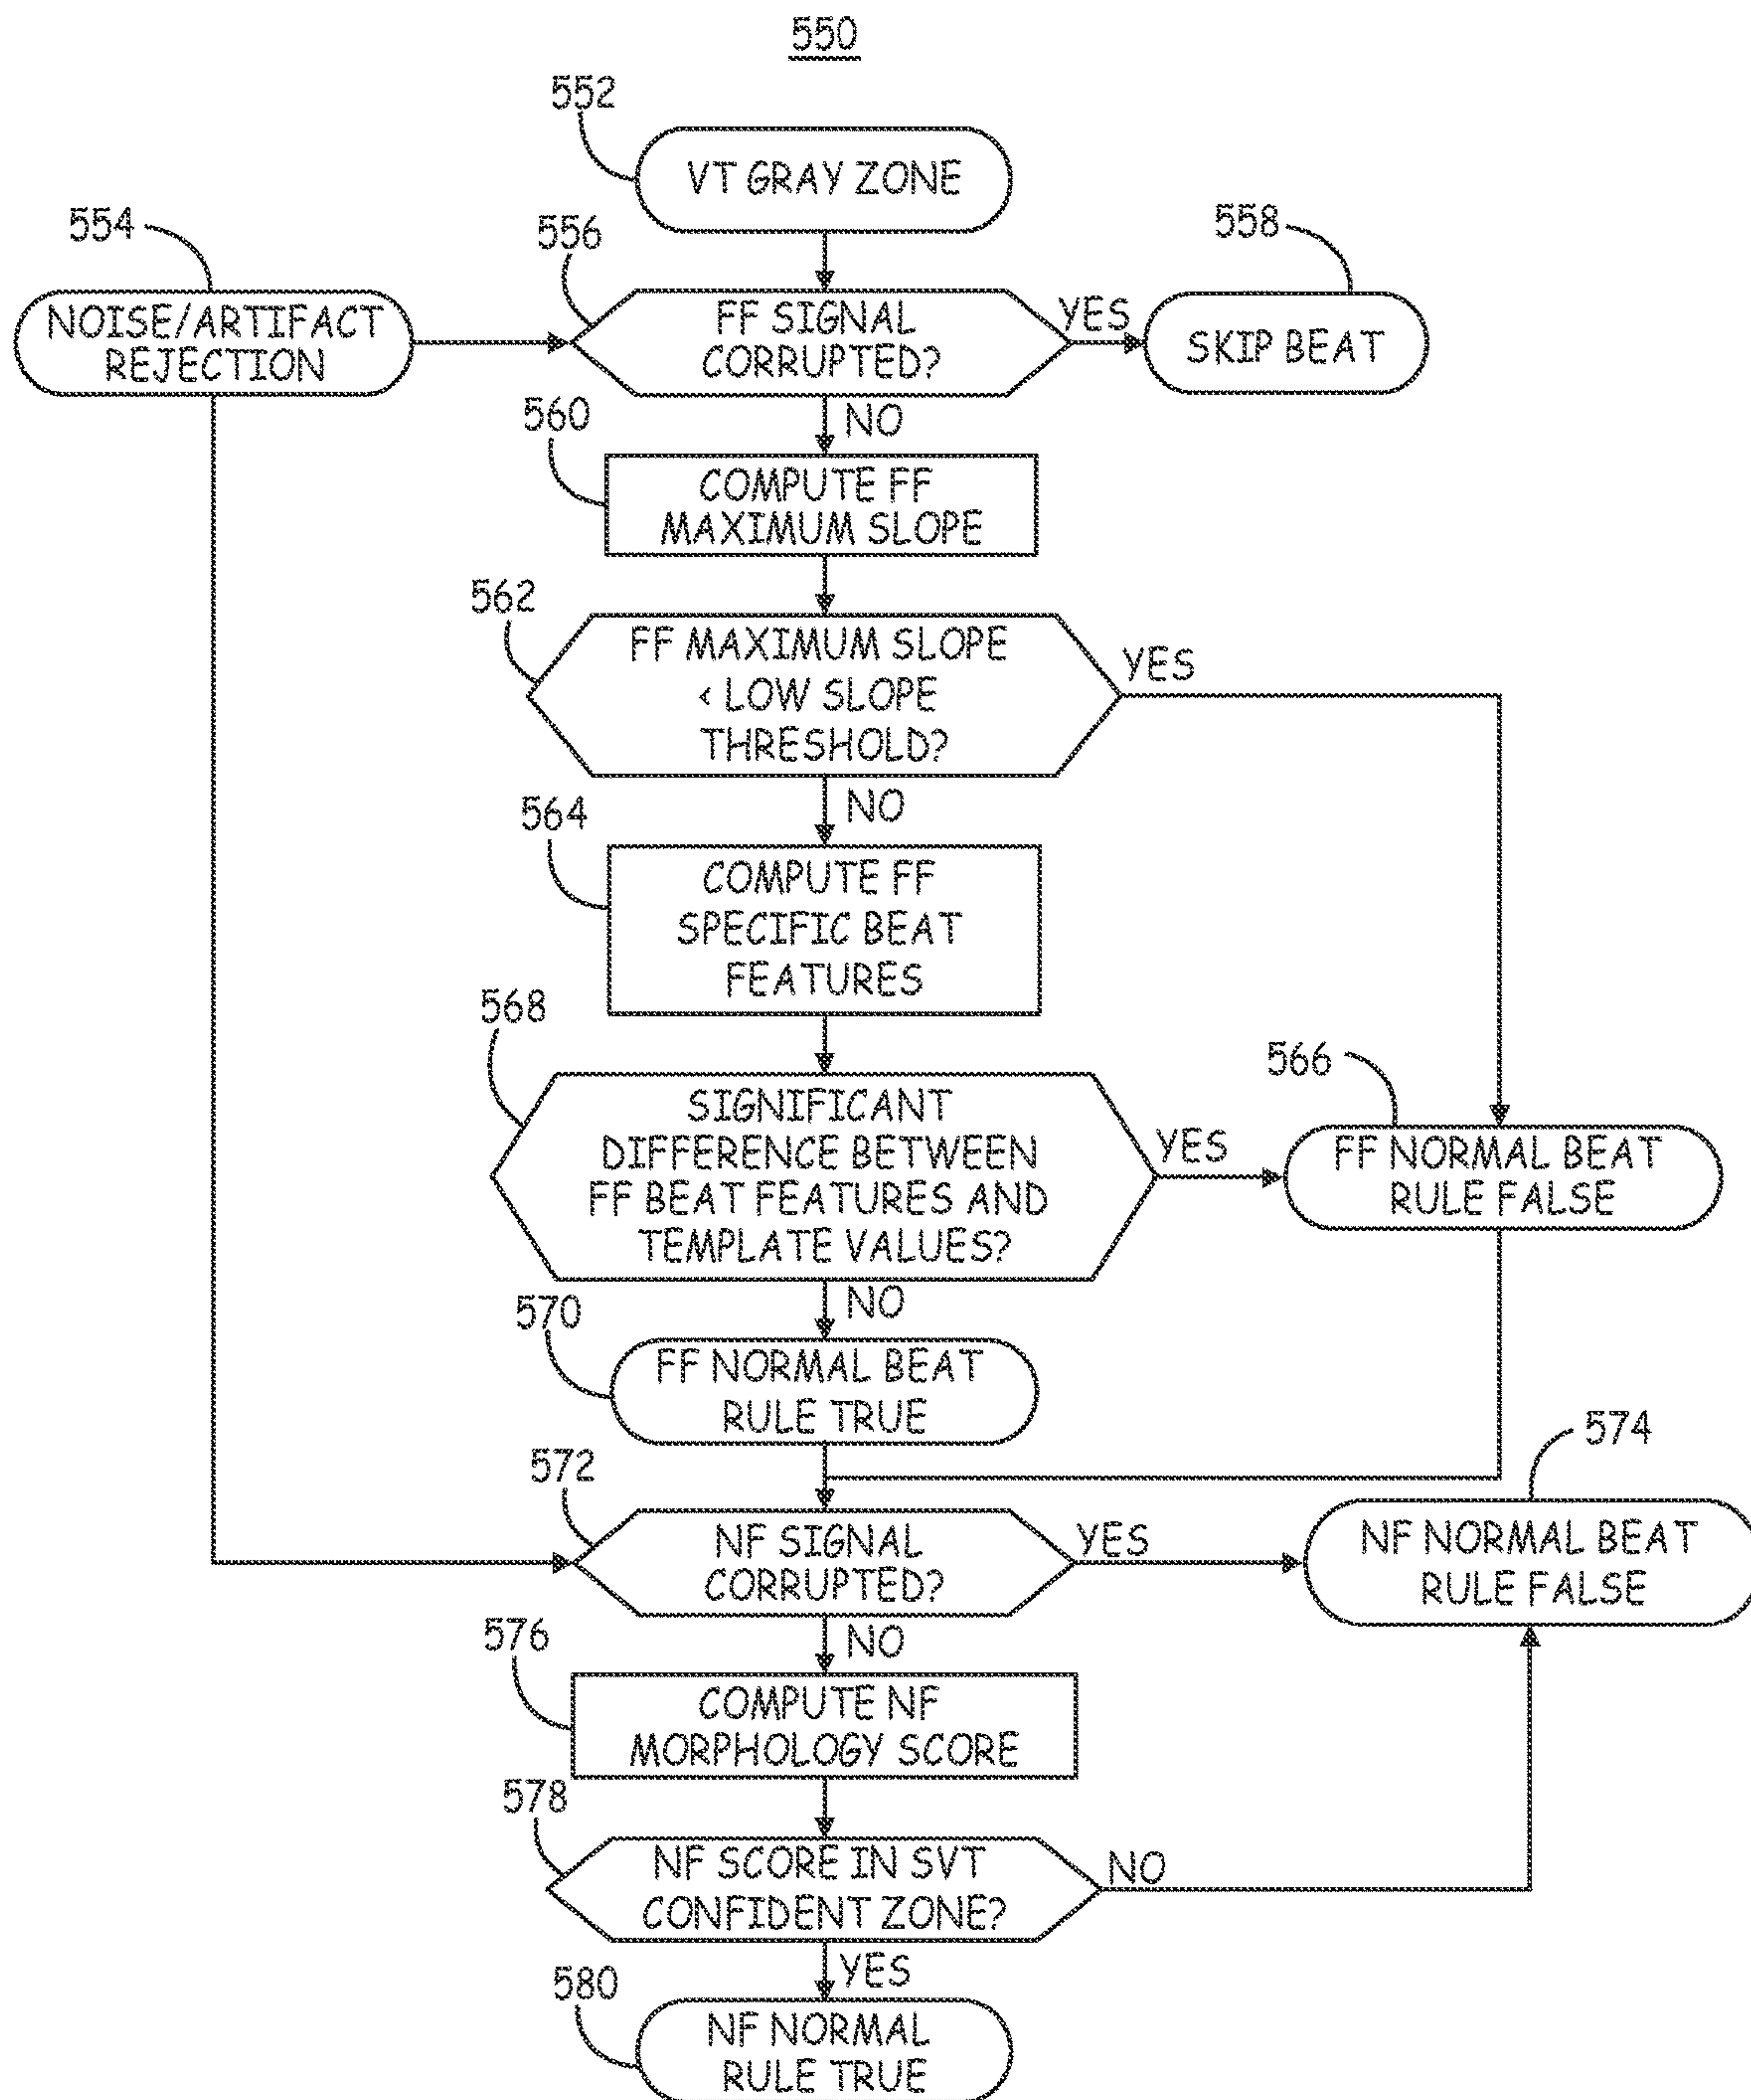 550
552
VT GRAY ZONE
554
556
558
NOISE/ARTIFACT
REJECTION
FF SIGNAL
CORRUPTED?
YES
SKIP BEAT
NO
560
COMPUTE FF
MAXIMUM SLOPE
562
FF MAXIMUM SLOPE
< LOW SLOPE
THRESHOLD?
YES
NO
564
COMPUTE FF
SPECIFIC BEAT
FEATURES
568
SIGNIFICANT
DIFFERENCE BETWEEN
FF BEAT FEATURES AND
TEMPLATE VALUES?
YES
566
FF NORMAL BEAT
RULE FALSE
NO
570
FF NORMAL BEAT
RULE TRUE
572
NF SIGNAL
CORRUPTED?
YES
574
NF NORMAL BEAT
RULE FALSE
NO
576
COMPUTE NF
MORPHOLOGY SCORE
578
NF SCORE IN SVT
CONFIDENT ZONE?
NO
YES
580
NF NORMAL
RULE TRUE